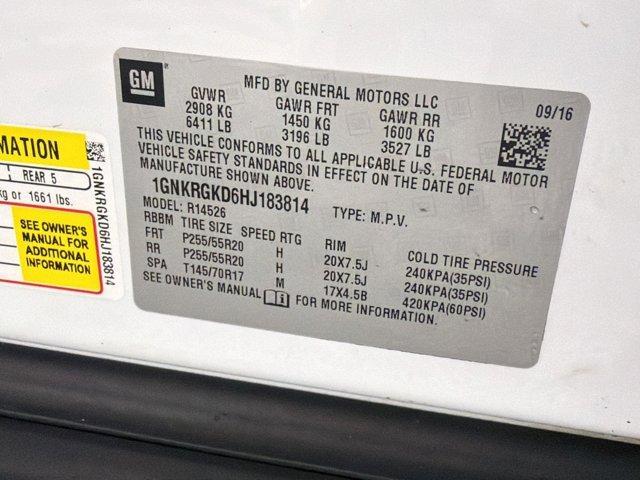 GM
MFD BY GENERAL MOTORS LLC
09/16
GVWR GAWR FRT GAWR RR
2908 KG 1450 KG 1600 KG
6411 LB 3196 LB 3527 LB
THIS VEHICLE CONFORMS TO ALL APPLICABLE U.S. FEDERAL MOTOR
VEHICLE SAFETY STANDARDS IN EFFECT ON THE DATE OF
MANUFACTURE SHOWN ABOVE.
1GNKRGKD6HJ183814 TYPE: M.P.V.
MODEL: R14526
RBBM TIRE SIZE SPEED RTG RIM COLD TIRE PRESSURE
FRT P255/55R20 H 20X7.5J 240KPA(35PSI)
RR P255/55R20 H 20X7.5J 240KPA(35PSI)
SPA T145/70R17 M 17X4.5B 420KPA(60PSI)
SEE OWNER'S MANUAL FOR MORE INFORMATION.
MATION
REAR 5
kg or 1661 lbs.
SEE OWNER'S
MANUAL FOR
ADDITIONAL
INFORMATION
1GNKRGKD6HJ183814